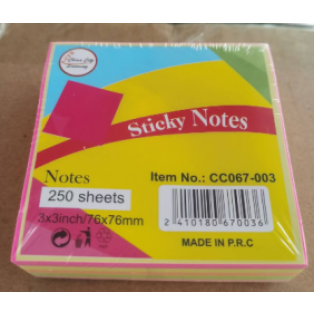 Sticky Notes
Notes
Item No.: CC067-003
250 sheets
3x3inch/76x76mm
2 410180 670036
MADE IN P.R.C